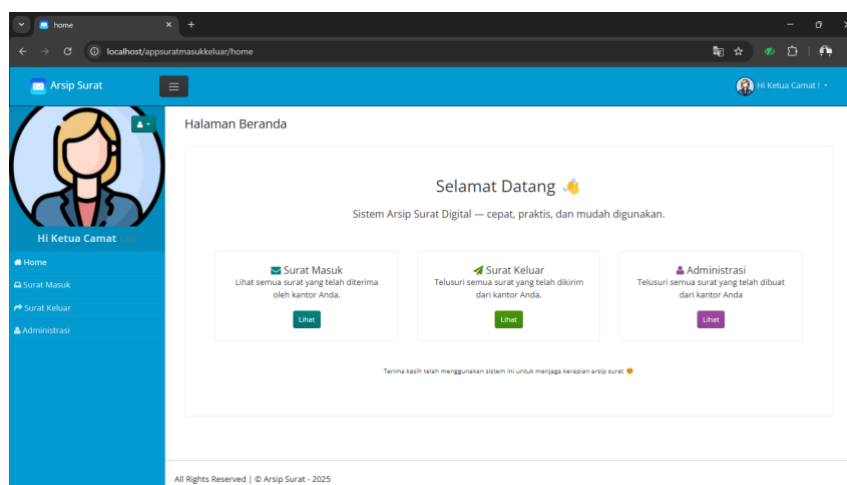 home
localhost/appsuratmasukkeluar/home
Arsip Surat
Hi Ketua Camat ! 
Halaman Beranda
Hi Ketua Camat
Home
Surat Masuk
Surat Keluar
Administrasi
Selamat Datang 👋
Sistem Arsip Surat Digital — cepat, praktis, dan mudah digunakan.
Surat Masuk
Lihat semua surat yang telah diterima
oleh kantor Anda.
Lihat
Surat Keluar
Telusuri semua surat yang telah dikirim
dari kantor Anda.
Lihat
Administrasi
Telusuri semua surat yang telah dibuat
dari kantor Anda
Lihat
Terima kasih telah menggunakan sistem ini untuk menjaga kerapian arsip surat 😊
All Rights Reserved | © Arsip Surat - 2025